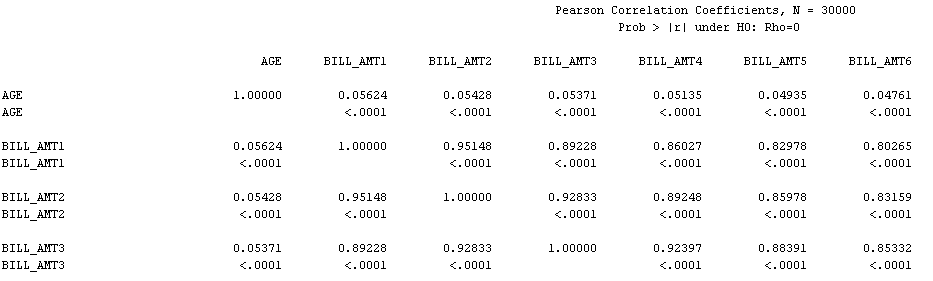 Pearson Correlation Coefficients, N = 30000
Prob > |r| under H0: Rho=0
AGE BILL_AMT1 BILL_AMT2 BILL_AMT3 BILL_AMT4 BILL_AMT5 BILL_AMT6
AGE 1.00000 0.05624 0.05428 0.05371 0.05135 0.04935 0.04761
AGE <.0001 <.0001 <.0001 <.0001 <.0001 <.0001
BILL_AMT1 0.05624 1.00000 0.95148 0.89228 0.86027 0.82978 0.80265
BILL_AMT1 <.0001 <.0001 <.0001 <.0001 <.0001 <.0001
BILL_AMT2 0.05428 0.95148 1.00000 0.92833 0.89248 0.85978 0.83159
BILL_AMT2 <.0001 <.0001 <.0001 <.0001 <.0001 <.0001
BILL_AMT3 0.05371 0.89228 0.92833 1.00000 0.92397 0.88391 0.85332
BILL_AMT3 <.0001 <.0001 <.0001 <.0001 <.0001 <.0001